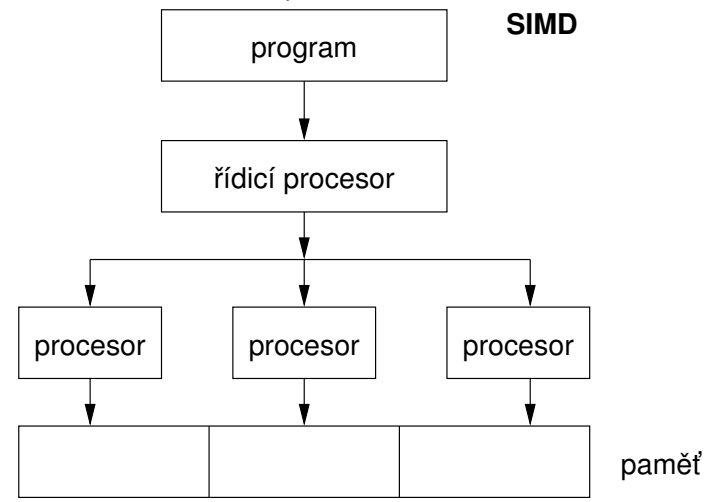 SIMD
program
řídicí procesor
procesor procesor procesor
paměť